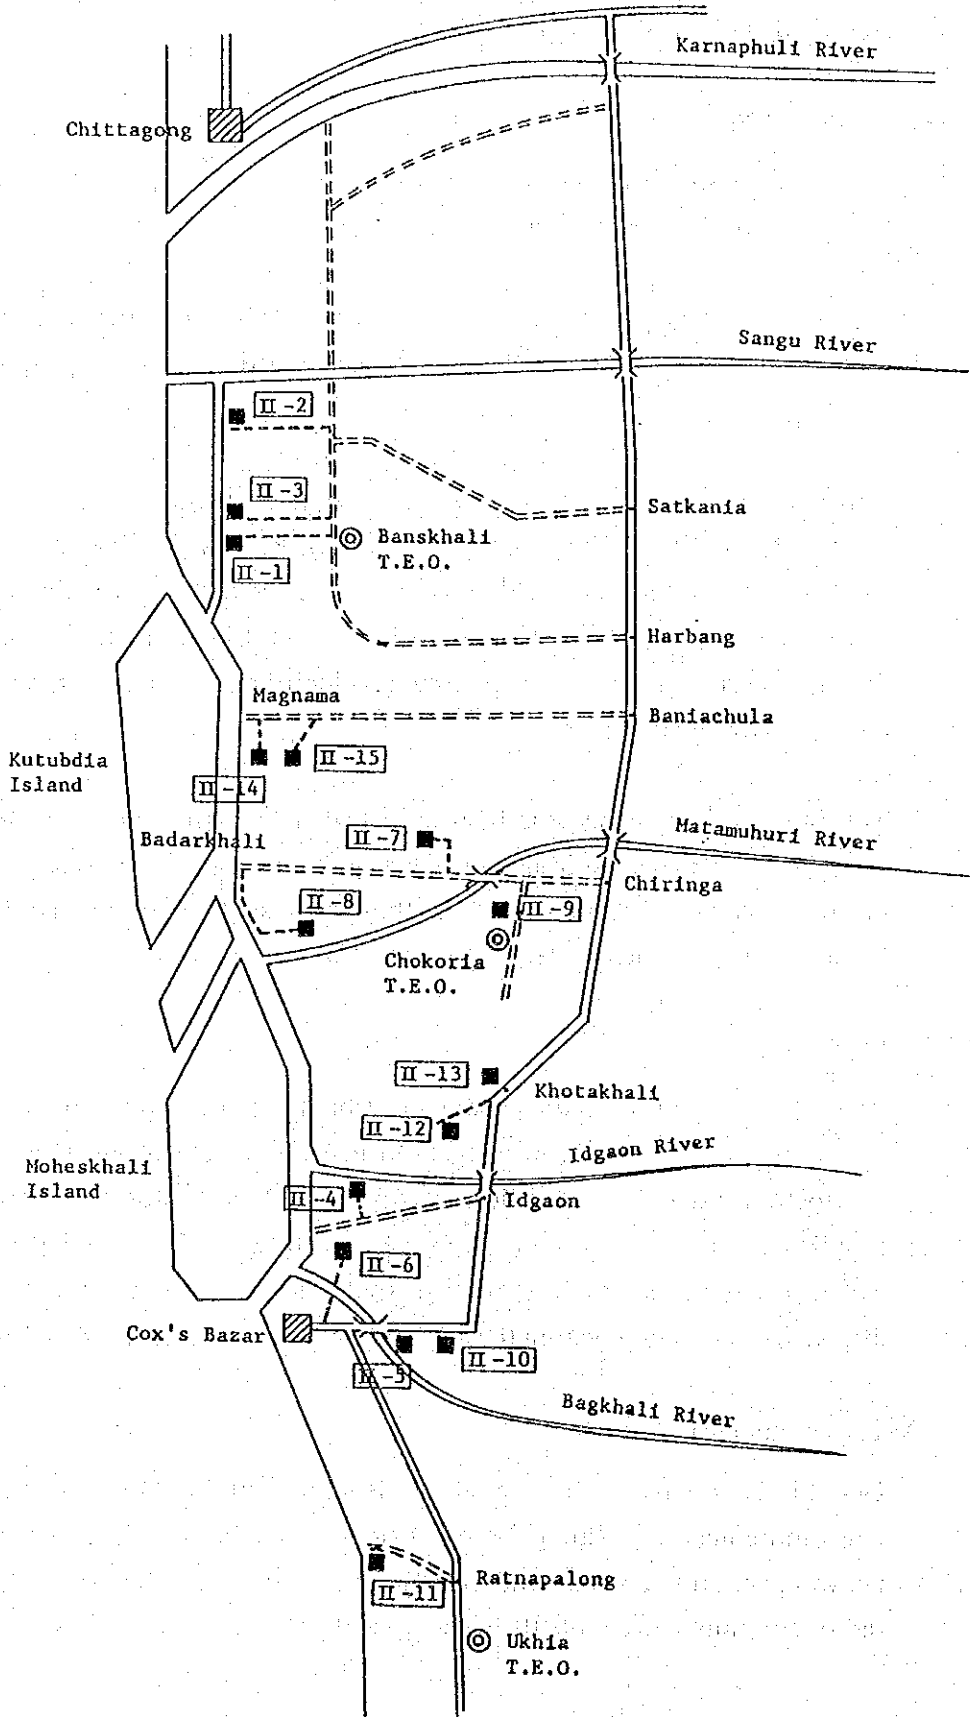 Karnaphuli River
Chittagong
Sangu River
II-2
II-3
Satkania
Banskhali
T.E.O.
II-1
Harbang
Magnama
Baniachula
Kutubdia
Island
II-15
II-14
Badarkhali
II-7
Matamuhuri River
Chiringa
II-8
II-9
Chokoria
T.E.O.
II-13
Khotakhali
II-12
Idgaon River
Moheskhali
Island
II-4
Idgaon
II-6
Cox's Bazar
II-10
II-5
Bagkhali River
Ratnapalong
II-11
Ukhia
T.E.O.